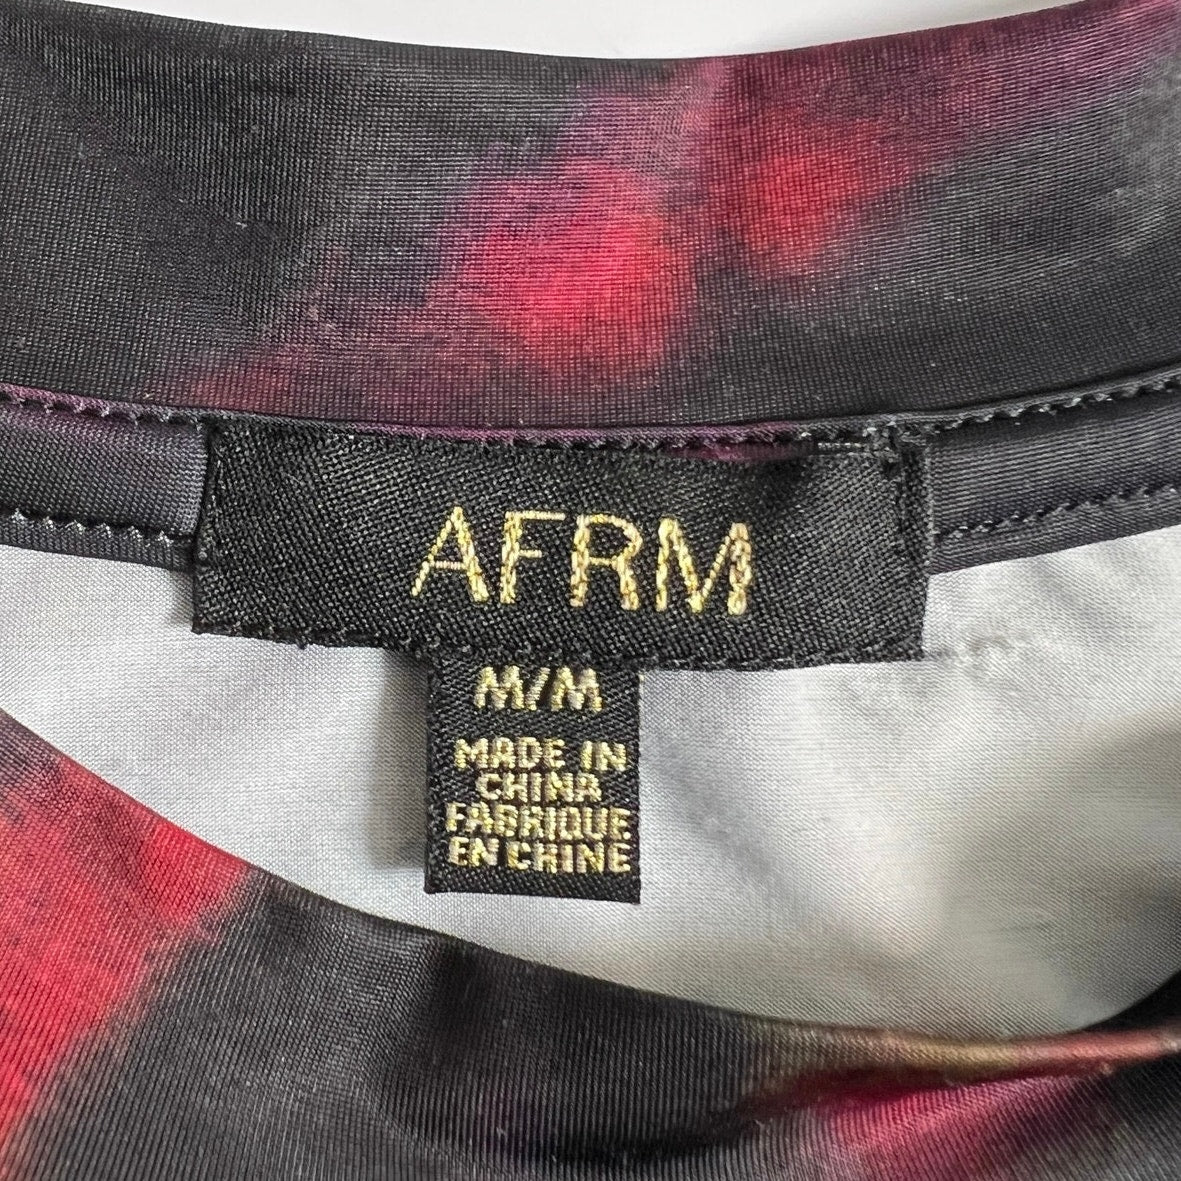 AFRM
M/M
MADE IN
CHINA
FABRIQUE
EN CHINE